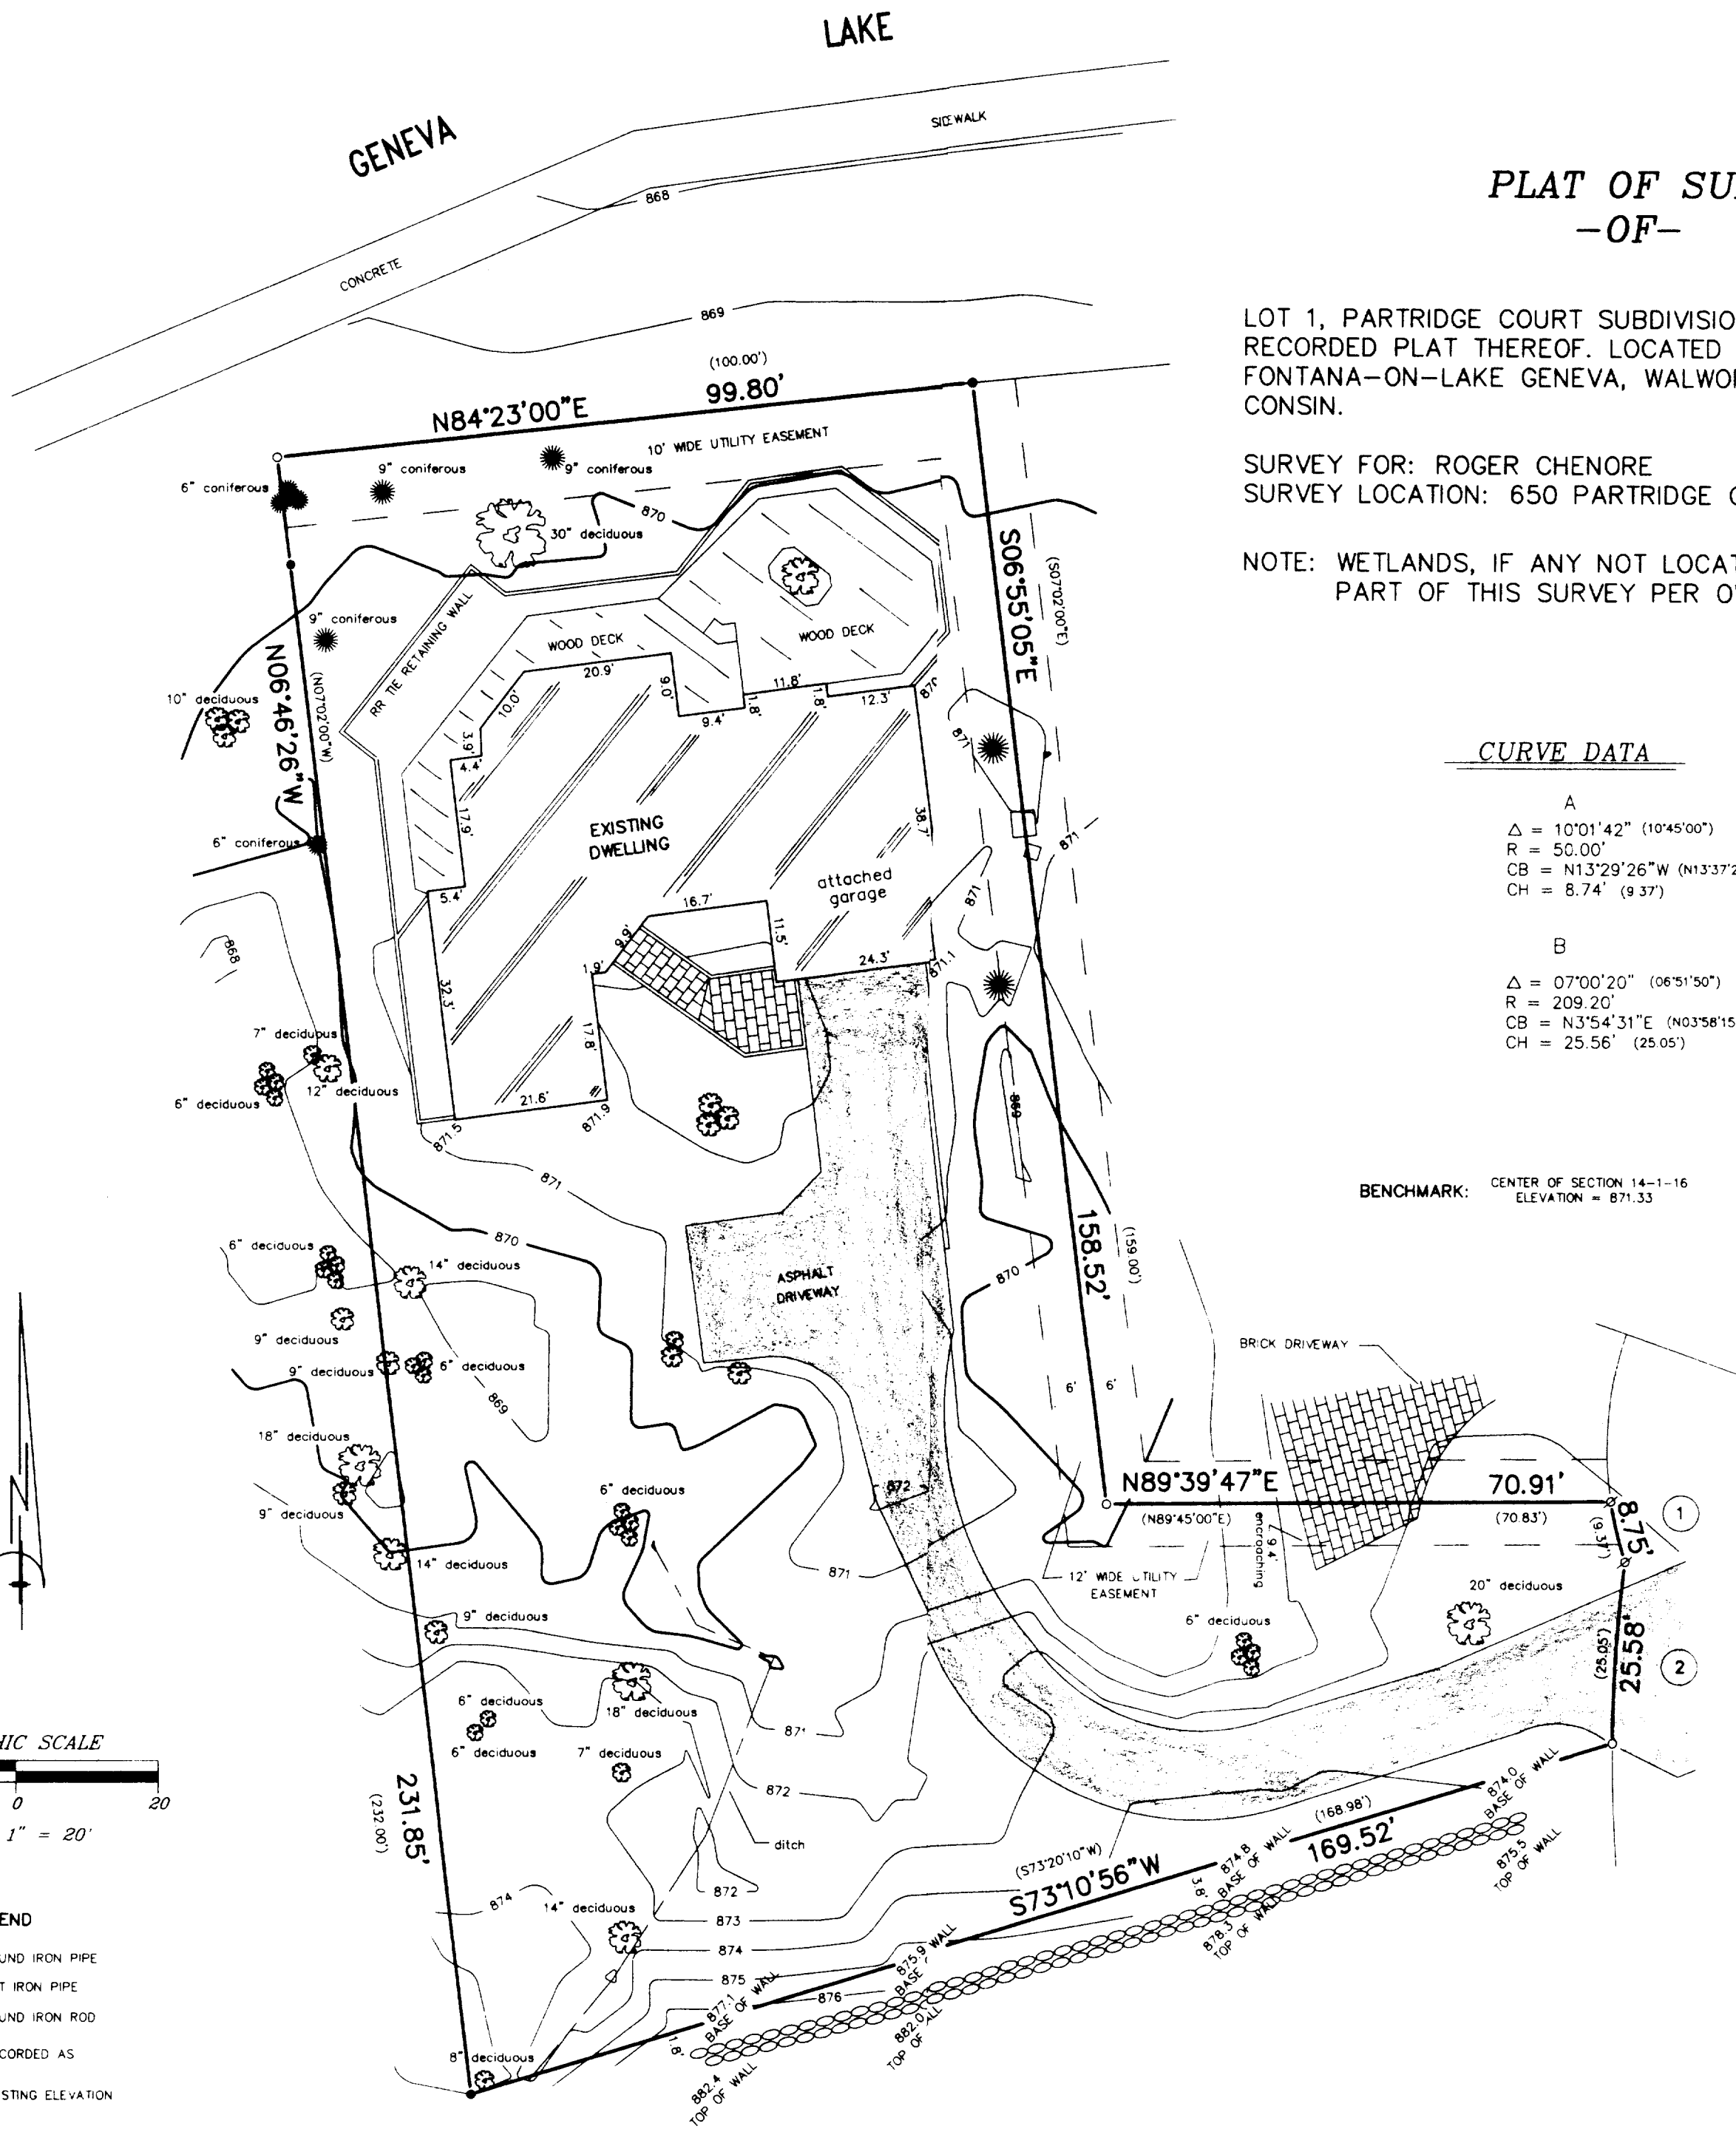 LAKE
GENEVA
SIDEWALK
868
CONCRETE
869
(100.00')
N84°23'00"E 99.80'
10' WIDE UTILITY EASEMENT
6" coniferous
9" coniferous
9" coniferous
870
30" deciduous
S06°55'05"E
(S07°02'00"E)
9" coniferous
RR TIE RETAINING WALL
WOOD DECK
WOOD DECK
N06°46'26"W
(N07°02'00"W)
10" deciduous
20.9'
10.0'
9.0'
9.4'
1.8'
11.8'
1.8'
12.3'
3.9'
4.4'
17.9'
871
6" coniferous
EXISTING
DWELLING
38.7'
871
attached
garage
5.4'
16.7'
11.5'
871
9.9'
24.3'
871.1
1.9'
868
32.3'
17.8'
7" deciduous
12" deciduous
6" deciduous
21.6'
871.5
871.9
869
871
158.52'
(159.00')
870
870
6" deciduous
14" deciduous
ASPHALT
DRIVEWAY
9" deciduous
9" deciduous
6" deciduous
869
6' 6'
BRICK DRIVEWAY
18" deciduous
9" deciduous
6" deciduous
872
N89°39'47"E 70.91'
(N89°45'00"E) (70.83')
8.75'
(9.37')
1
14" deciduous
871
9.4'
encroaching
12' WIDE UTILITY
EASEMENT
20" deciduous
9" deciduous
6" deciduous
25.58'
(25.05')
2
6" deciduous
18" deciduous
871
6" deciduous
7" deciduous
872
231.85'
(232.00')
ditch
874
872
14" deciduous
873
874
875
876
(S73°20'10"W)
S73°10'56"W
(168.98')
169.52'
874.0
BASE OF WALL
875.5
TOP OF WALL
874.8
BASE OF WALL
3.8'
878.3
TOP OF WALL
875.9 WALL
BASE
882.0
TOP OF
877.1
BASE OF WALL
1.8'
882.4
TOP OF WALL
8" deciduous
PLAT OF SU
-OF-
LOT 1, PARTRIDGE COURT SUBDIVISIO
RECORDED PLAT THEREOF. LOCATED
FONTANA-ON-LAKE GENEVA, WALWO
CONSIN.
SURVEY FOR: ROGER CHENORE
SURVEY LOCATION: 650 PARTRIDGE
NOTE: WETLANDS, IF ANY NOT LOCAT
PART OF THIS SURVEY PER
CURVE DATA
A
Δ = 10°01'42" (10°45'00")
R = 50.00'
CB = N13°29'26"W (N13°37'2
CH = 8.74' (9.37)
B
Δ = 07°00'20" (06°51'50")
R = 209.20'
CB = N3°54'31"E (N03°58'15
CH = 25.56' (25.05')
BENCHMARK: CENTER OF SECTION 14-1-16
ELEVATION = 871.33
N
HIC SCALE
0 20
1" = 20'
END
UND IRON PIPE
T IRON PIPE
UND IRON ROD
CORDED AS
STING ELEVATION